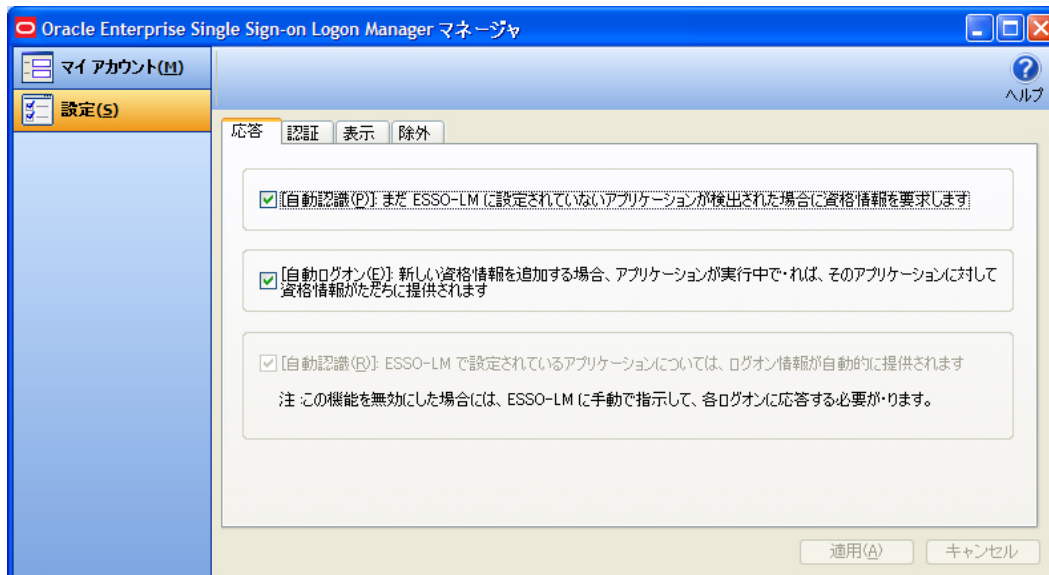 Oracle Enterprise Single Sign-on Logon Manager マネージャ
マイ アカウント(M)
設定(S)
ヘルプ
応答 認証 表示 除外
[自動認識(P)]: まだ ESSO-LM に設定されていないアプリケーションが検出された場合に資格情報を要求します
[自動ログオン(E)]: 新しい資格情報を追加する場合、アプリケーションが実行中で・れば、そのアプリケーションに対して
資格情報がただちに提供されます
[自動認識(R)]: ESSO-LM で設定されているアプリケーションについては、ログオン情報が自動的に提供されます
注 :この機能を無効にした場合には、ESSO-LM に手動で指示して、各ログオンに応答する必要が・ります。
適用(A) キャンセル